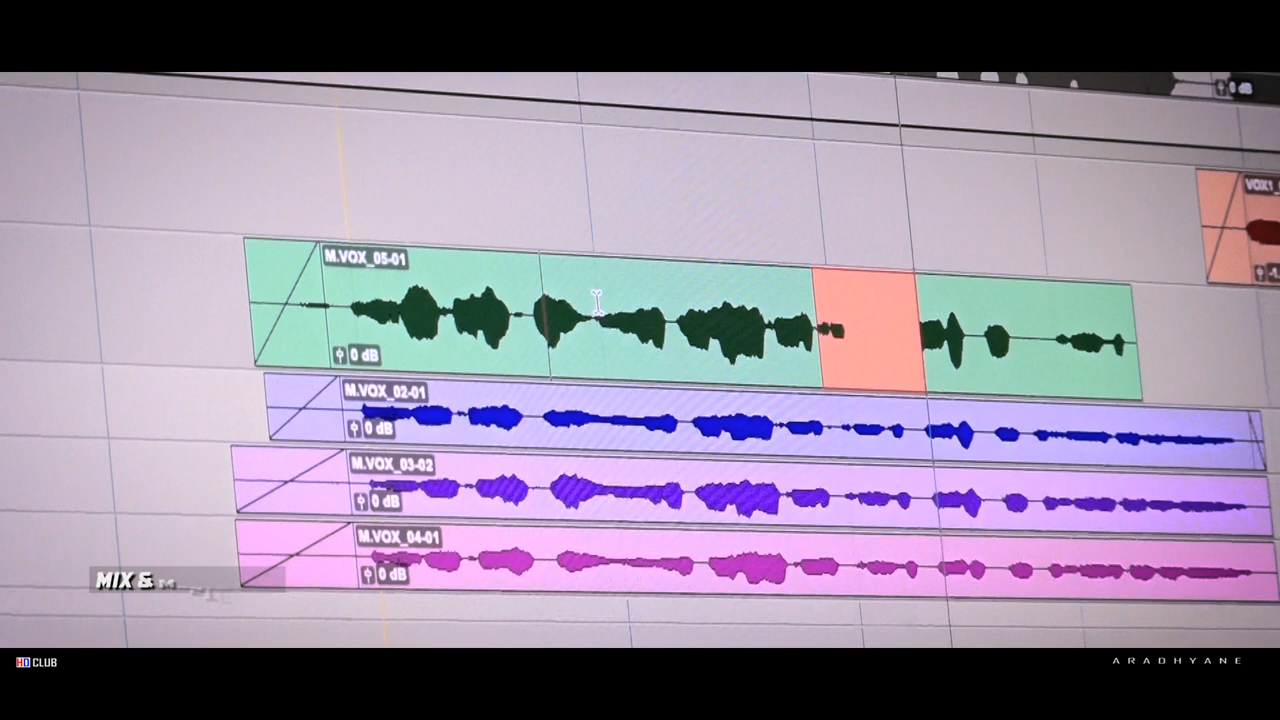 0 dB
VOX1_
M.VOX_05-01
0 dB
M.VOX_02-01
0 dB
M.VOX_03-02
0 dB
M.VOX_04-01
0 dB
MIX &
HD CLUB
ARADHYANE